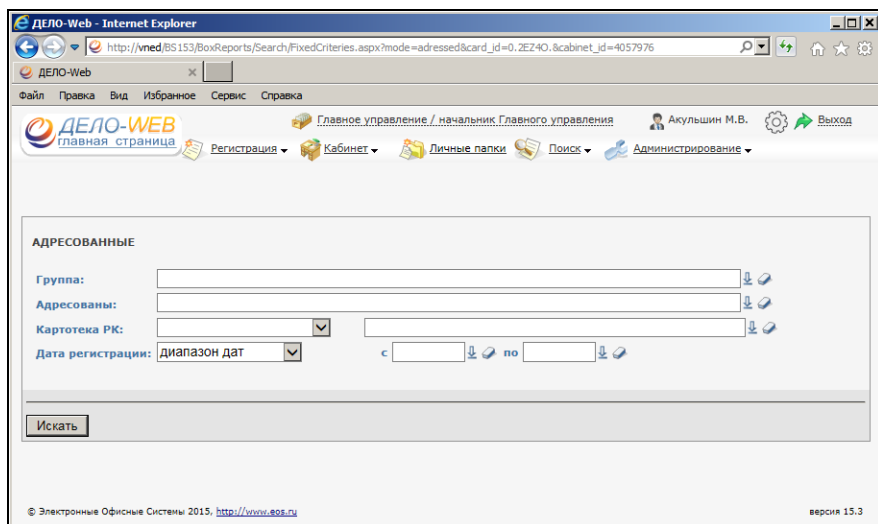 ДЕЛО-Web - Internet Explorer
http://vned/BS153/BoxReports/Search/FixedCriteries.aspx?mode=adressed&card_id=0.2EZ4O.&cabinet_id=4057976
ДЕЛО-Web
Файл Правка Вид Избранное Сервис Справка
ДЕЛО-WEB
главная страница
Главное управление / начальник Главного управления Акульшин М.В. Выход
Регистрация Кабинет Личные папки Поиск Администрирование
АДРЕСОВАННЫЕ
Группа:
Адресованы:
Картотека РК:
Дата регистрации: диапазон дат с по
Искать
© Электронные Офисные Системы 2015, http://www.eos.ru версия 15.3